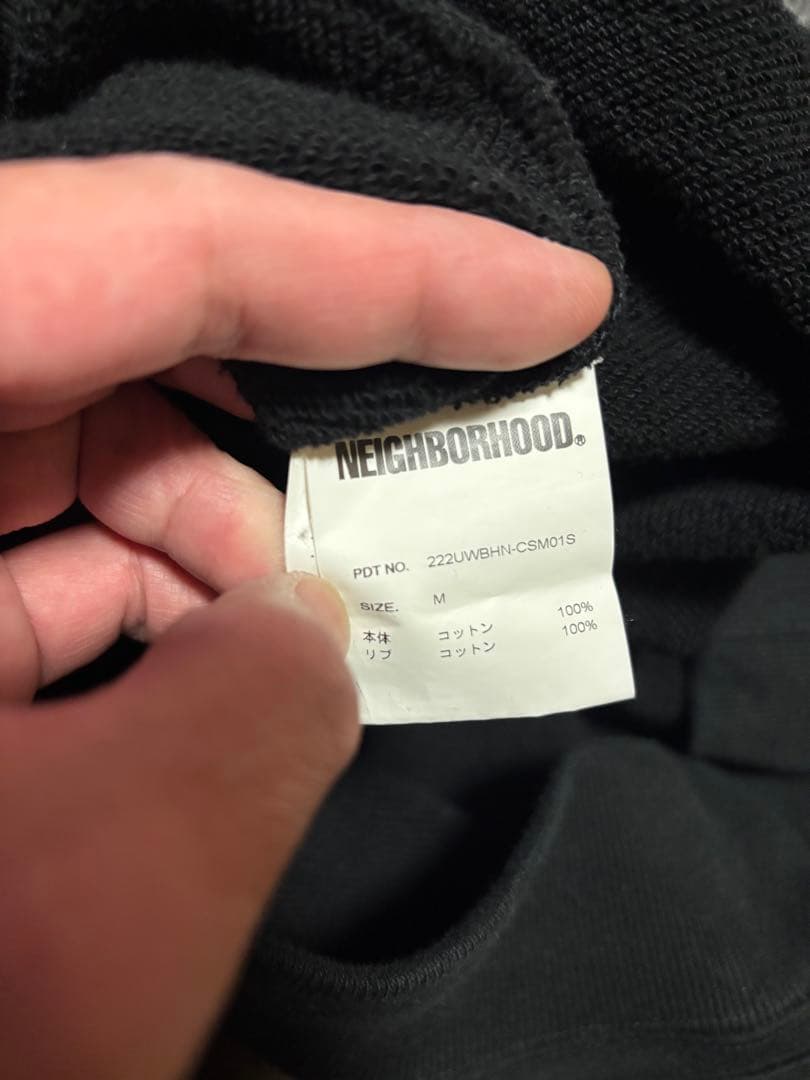 NEIGHBORHOOD®
PDT NO. 222UWBHN-CSM01S
SIZE. M
本体 コットン 100%
リブ コットン 100%